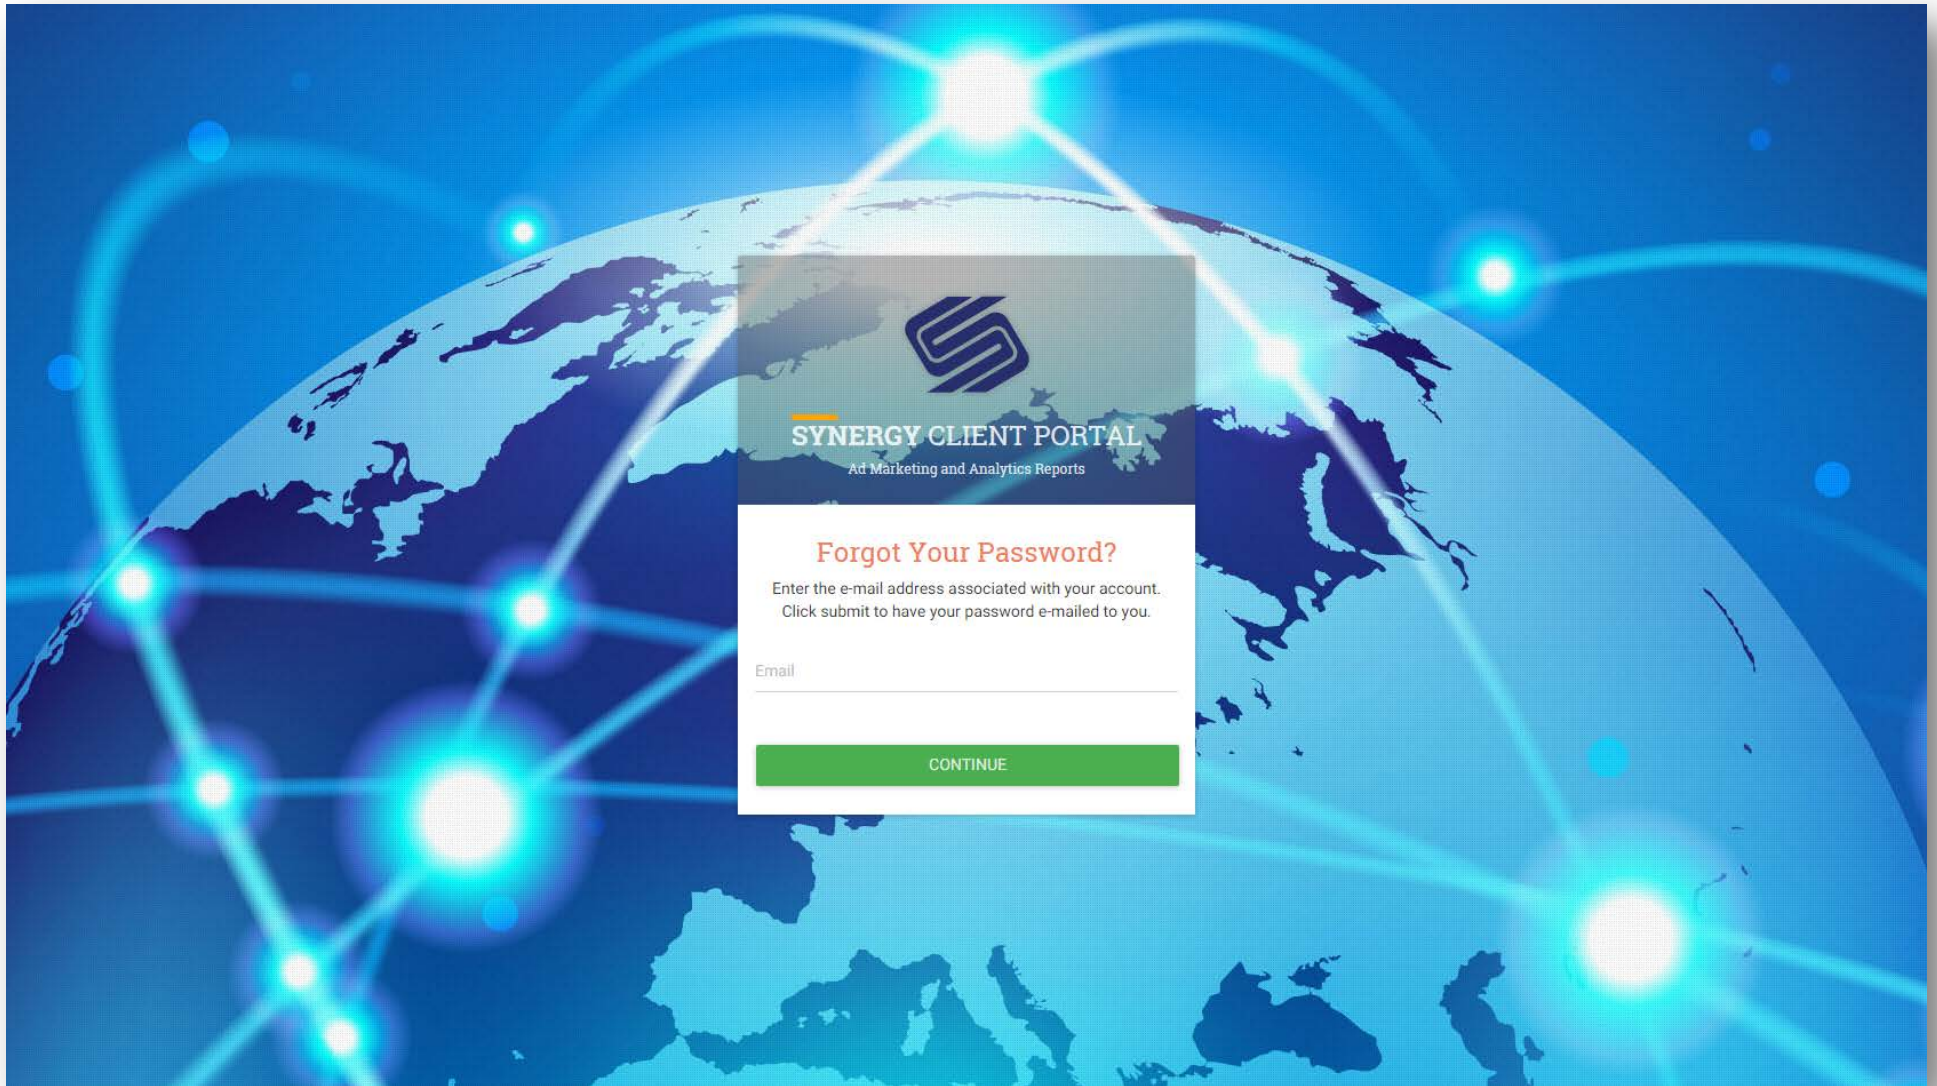 SYNERGY CLIENT PORTAL
Ad Marketing and Analytics Reports
Forgot Your Password?
Enter the e-mail address associated with your account.
Click submit to have your password e-mailed to you.
Email
CONTINUE